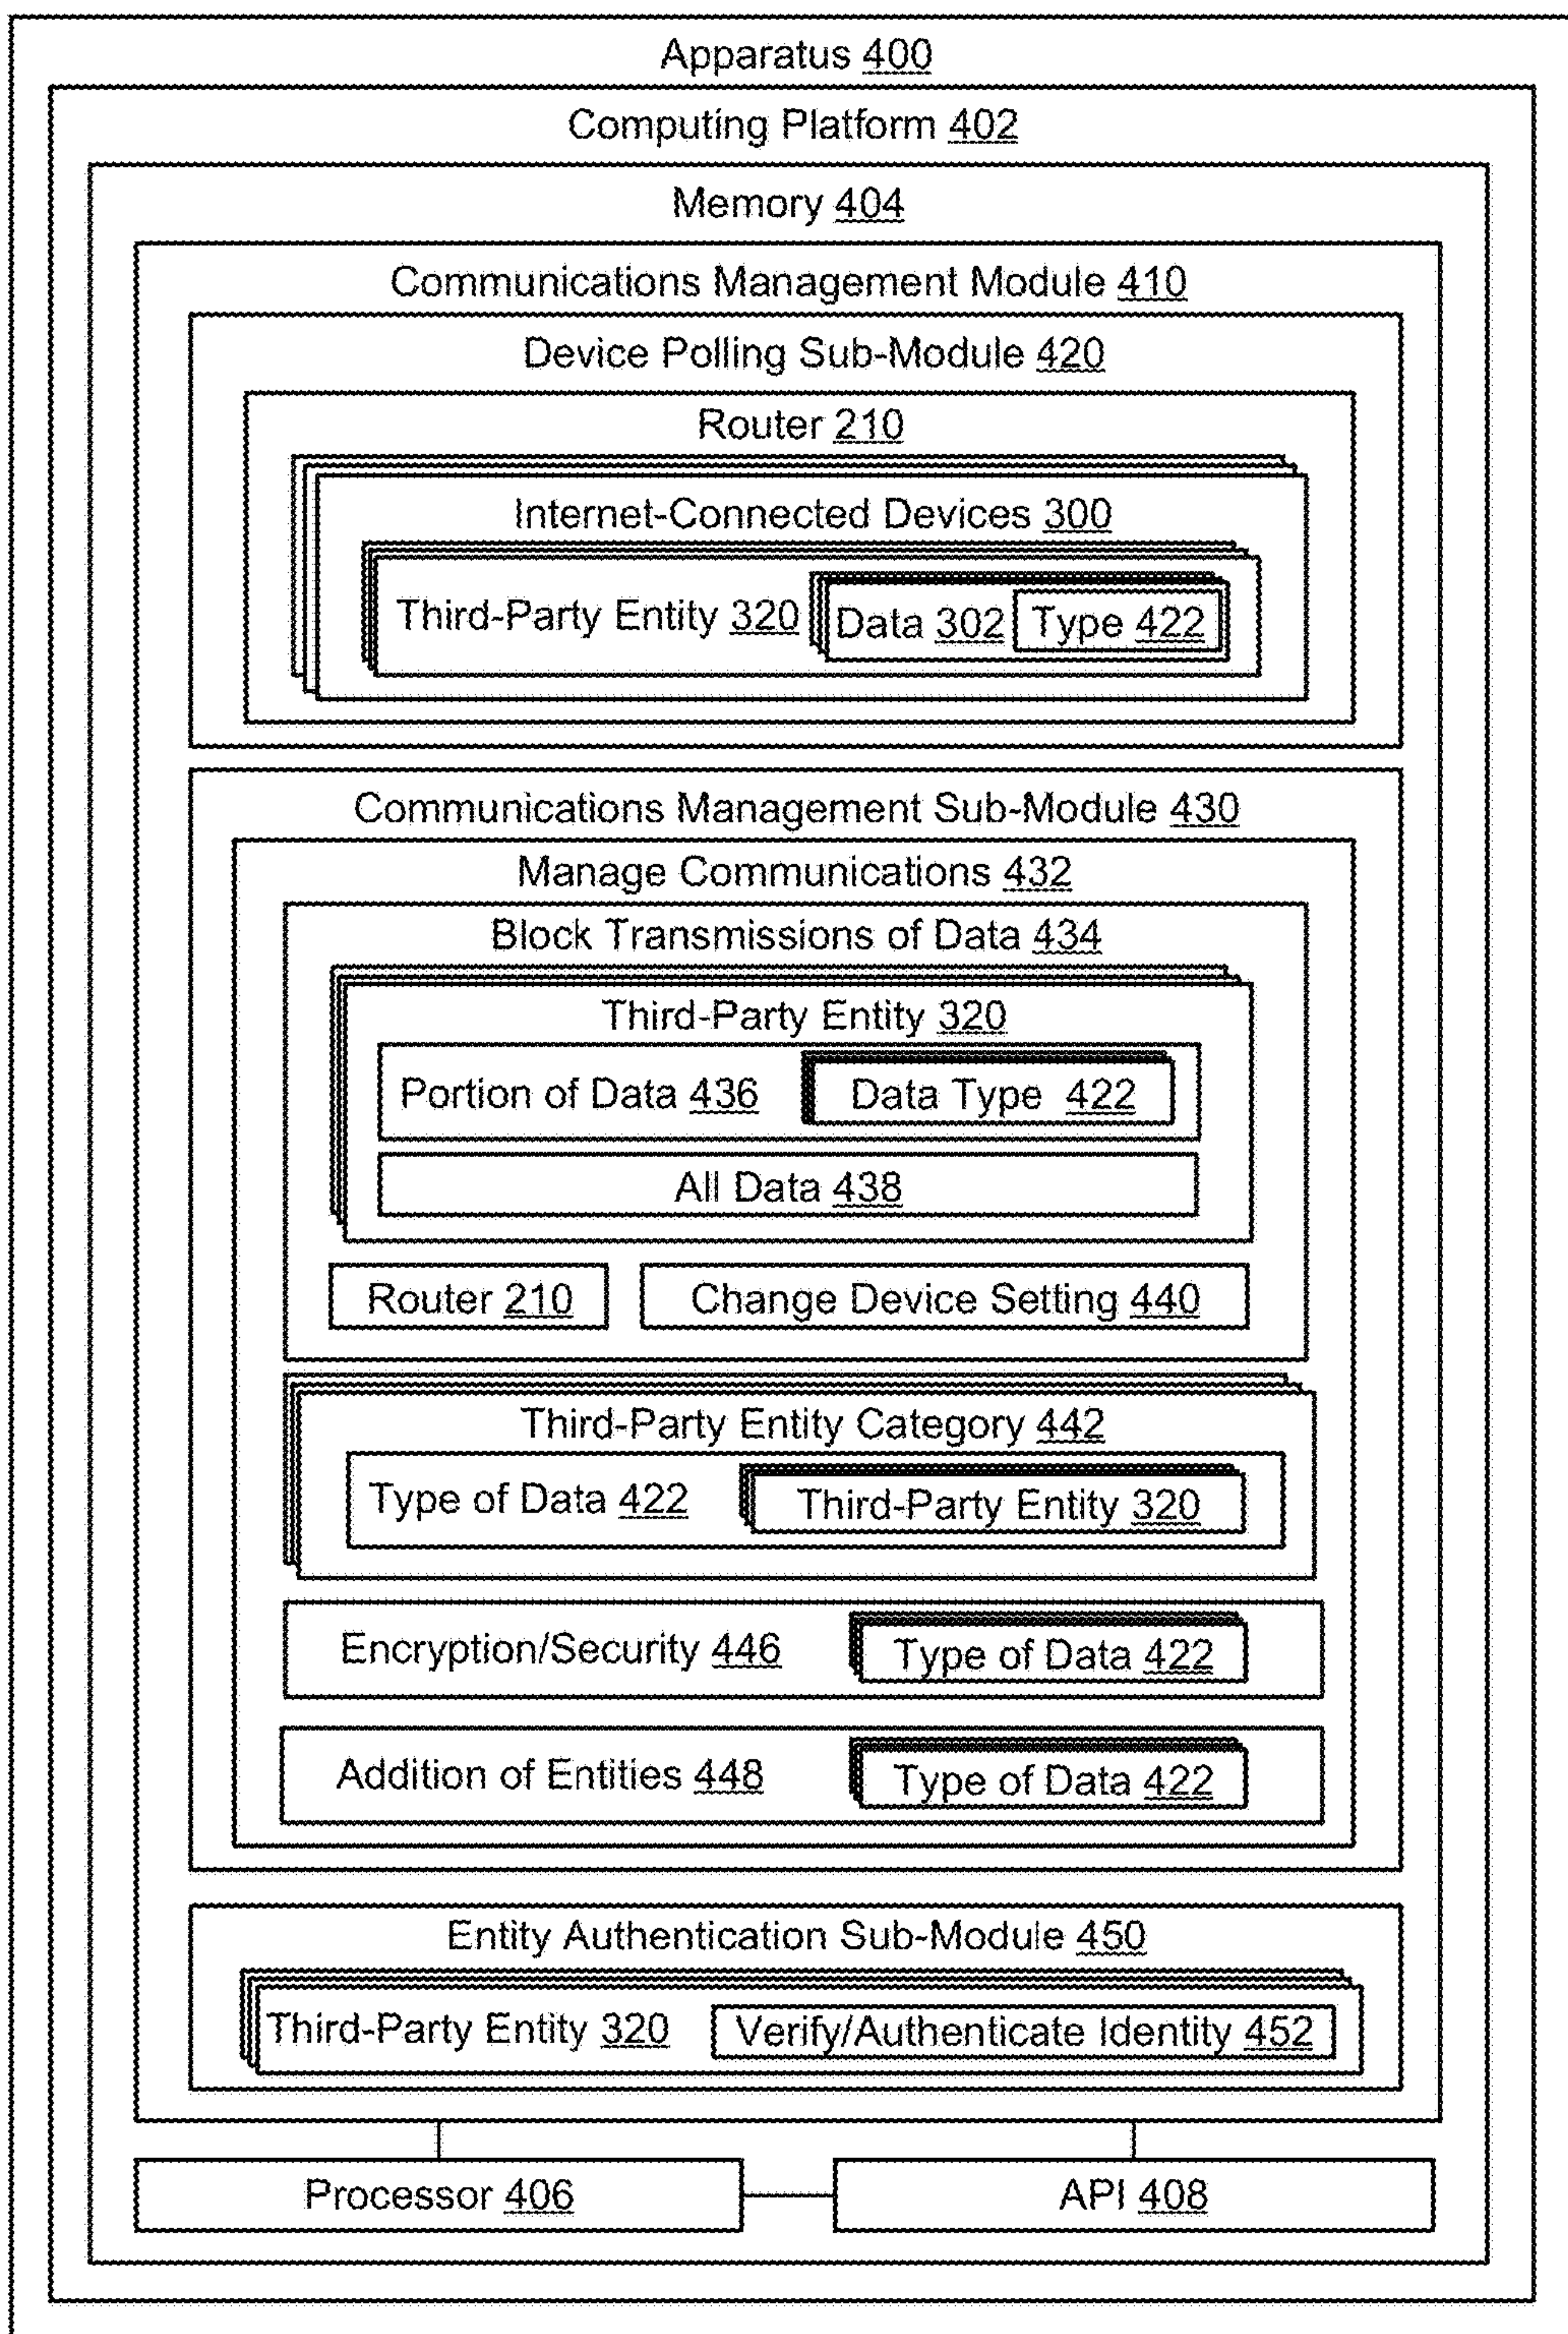 Apparatus 400
Computing Platform 402
Memory 404
Communications Management Module 410
Device Polling Sub-Module 420
Router 210
Internet-Connected Devices 300
Third-Party Entity 320 Data 302 Type 422
Communications Management Sub-Module 430
Manage Communications 432
Block Transmissions of Data 434
Third-Party Entity 320
Portion of Data 436 Data Type 422
All Data 438
Router 210 Change Device Setting 440
Third-Party Entity Category 442
Type of Data 422 Third-Party Entity 320
Encryption/Security 446 Type of Data 422
Addition of Entities 448 Type of Data 422
Entity Authentication Sub-Module 450
Third-Party Entity 320 Verify/Authenticate Identity 452
Processor 406 API 408